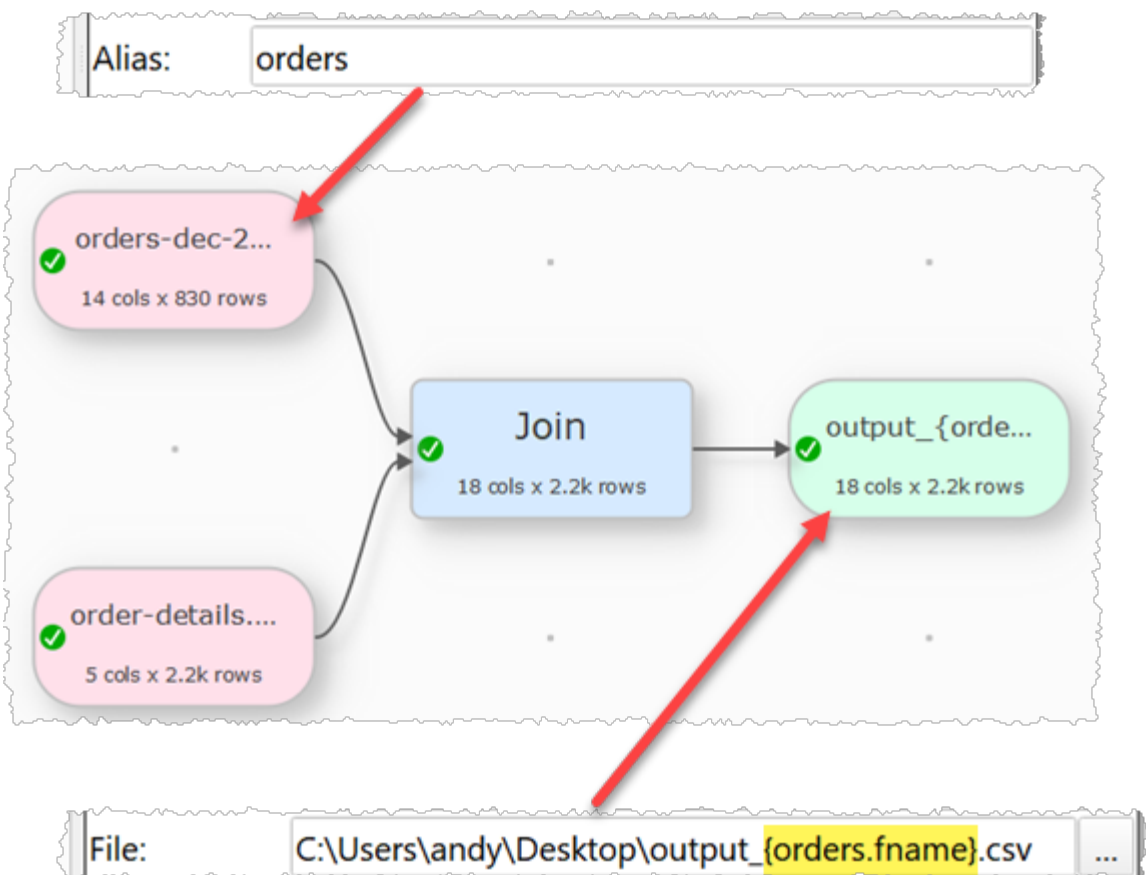 Alias: orders
orders-dec-2...
14 cols x 830 rows
Join
18 cols x 2.2k rows
output_{orde...
18 cols x 2.2k rows
order-details....
5 cols x 2.2k rows
File: C:\Users\andy\Desktop\output_{orders.fname}.csv ...